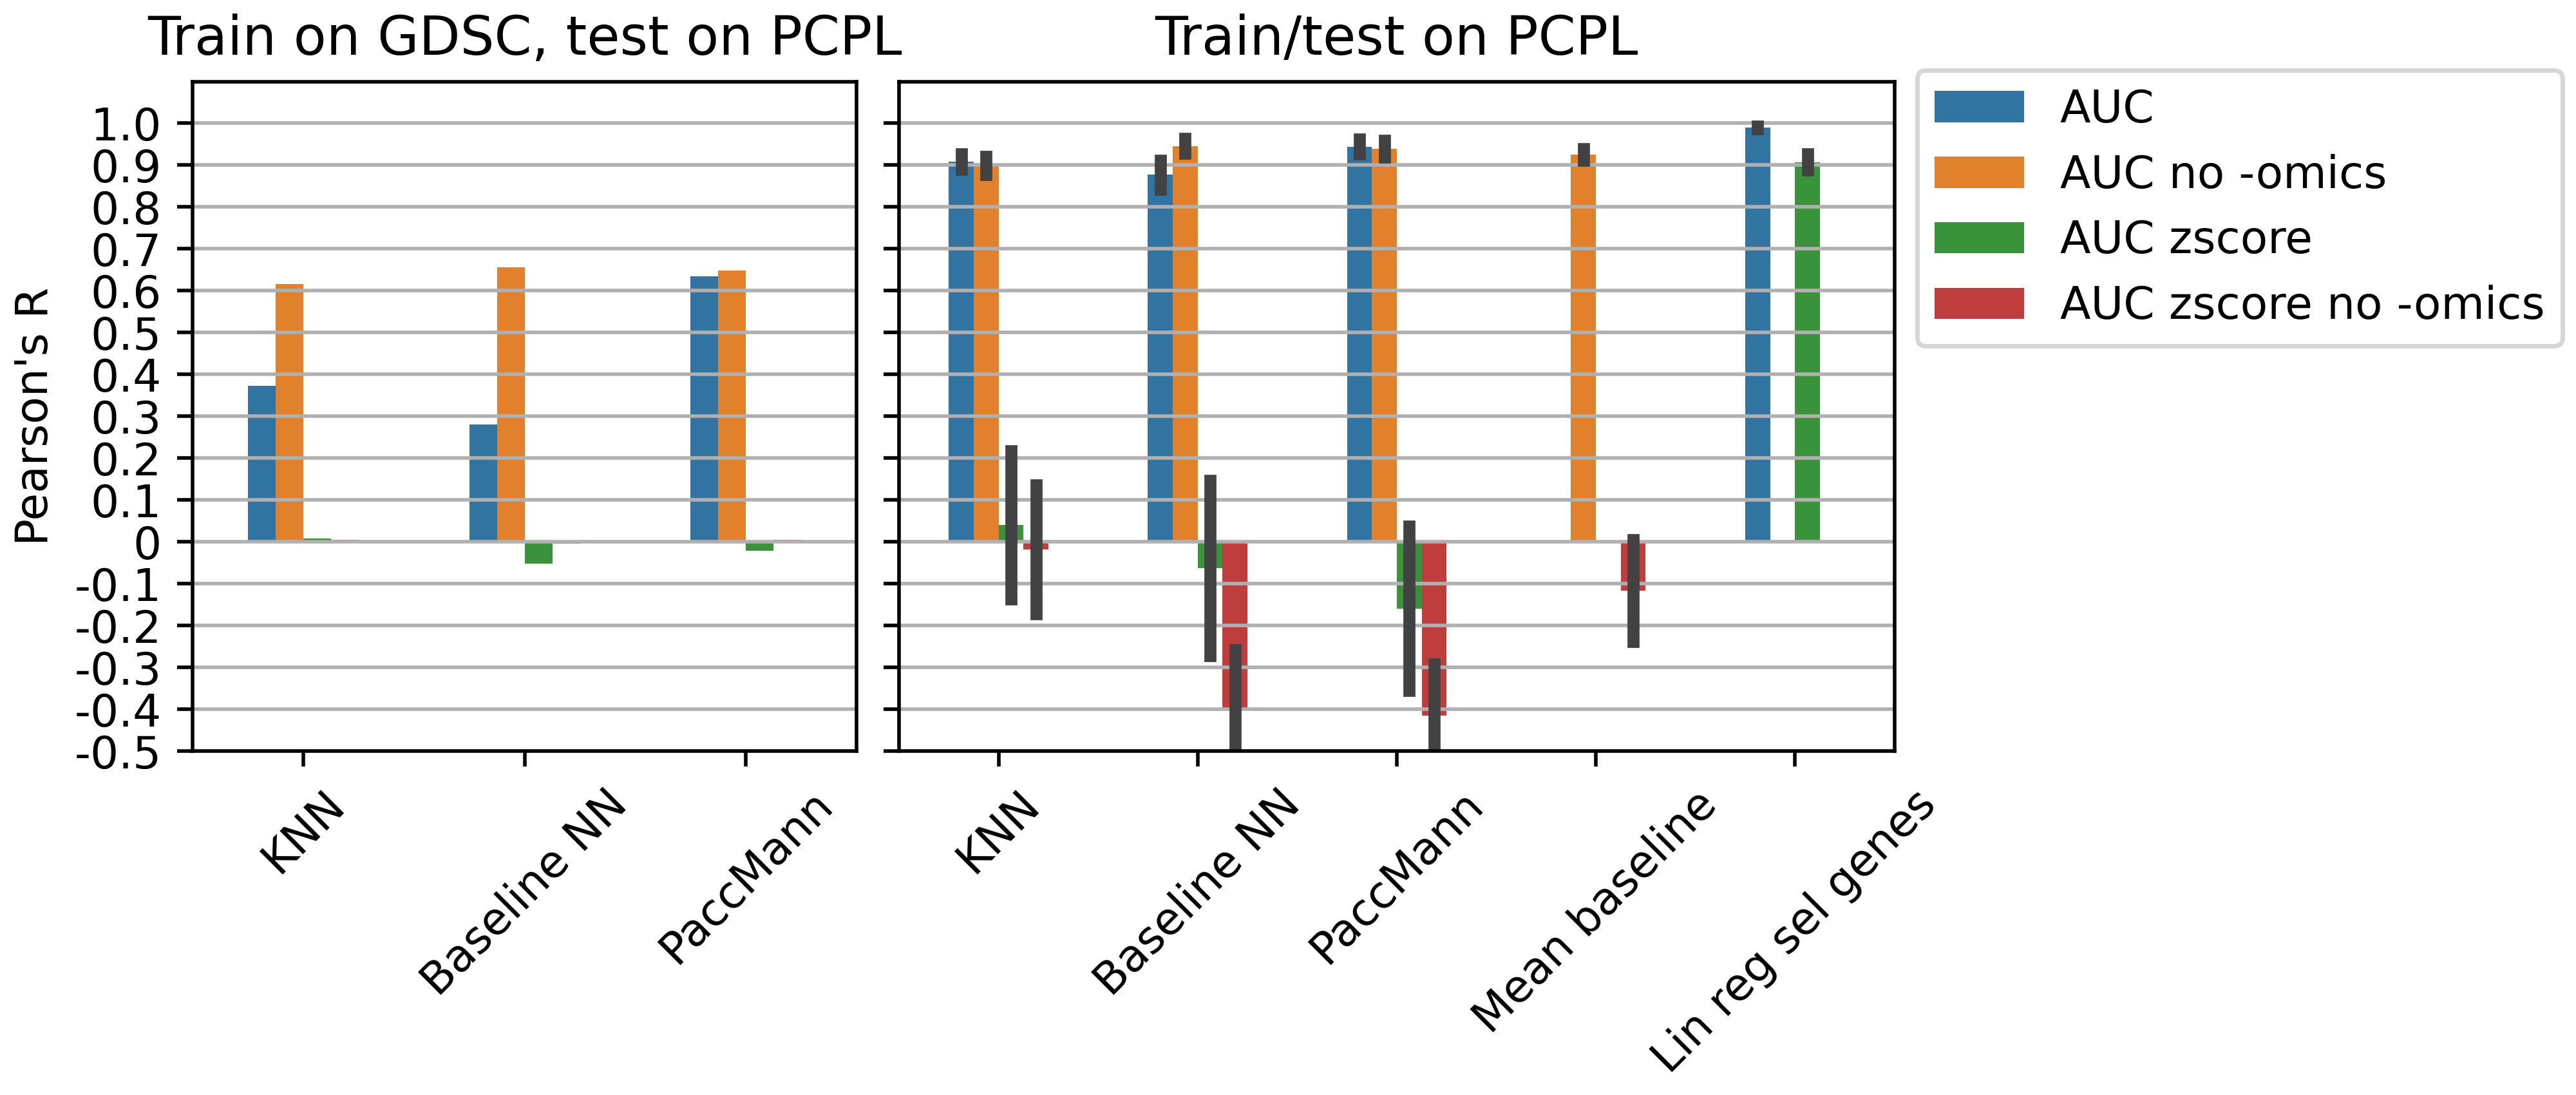 Train on GDSC, test on PCPL
Train/test on PCPL
AUC
AUC no -omics
AUC zscore
AUC zscore no -omics
Pearson's R
1.0
0.9
0.8
0.7
0.6
0.5
0.4
0.3
0.2
0.1
0
-0.1
-0.2
-0.3
-0.4
-0.5
KNN
Baseline NN
PaccMann
KNN
Baseline NN
PaccMann
Mean baseline
Lin reg sel genes